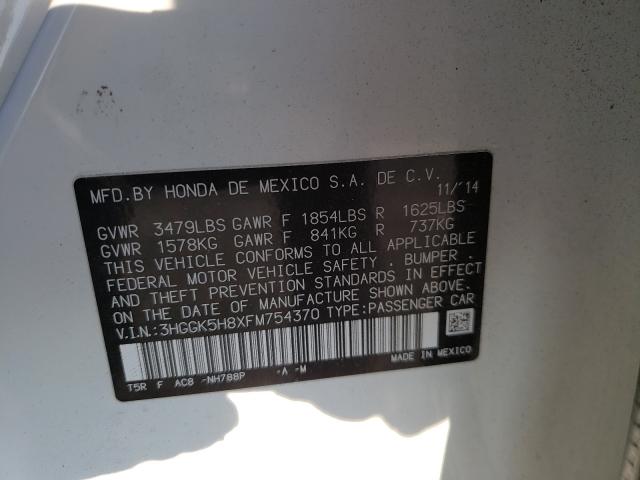 MFD.BY HONDA DE MEXICO S.A. DE C.V.
11/'14
GVWR 3479LBS GAWR F 1854LBS R 1625LBS
GVWR 1578KG GAWR F 841KG R 737KG
THIS VEHICLE CONFORMS TO ALL APPLICABLE
FEDERAL MOTOR VEHICLE SAFETY , BUMPER ,
AND THEFT PREVENTION STANDARDS IN EFFECT
ON THE DATE OF MANUFACTURE SHOWN ABOVE.
V.I.N.:3HGGK5H8XFM754370 TYPE:PASSENGER CAR
MADE IN MEXICO
T5R F AC8 -NH788P -A -M